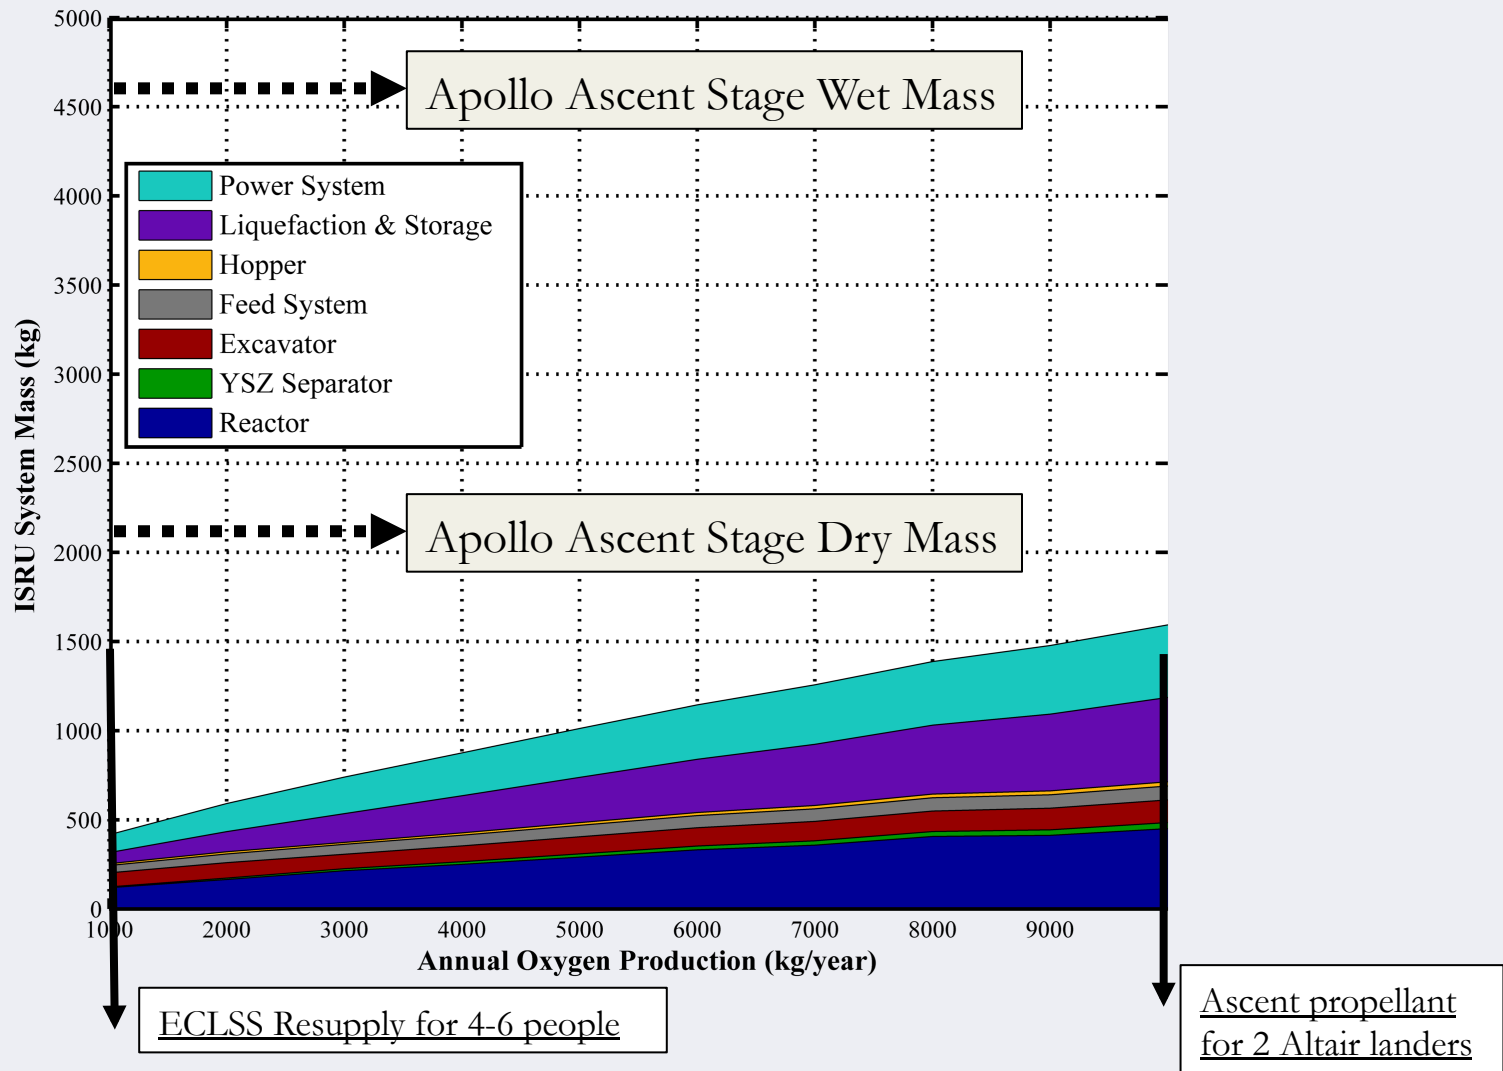 5000
4500
4000
3500
3000
2500
2000
1500
1000
500
0
ISRU System Mass (kg)
Apollo Ascent Stage Wet Mass
Power System
Liquefaction & Storage
Hopper
Feed System
Excavator
YSZ Separator
Reactor
Apollo Ascent Stage Dry Mass
1000 2000 3000 4000 5000 6000 7000 8000 9000
Annual Oxygen Production (kg/year)
ECLSS Resupply for 4-6 people
Ascent propellant
for 2 Altair landers